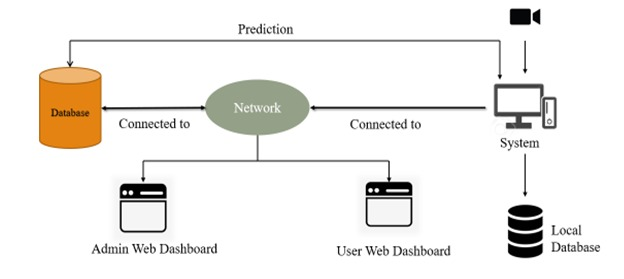 Prediction
Database
Network
Connected to
Connected to
System
Admin Web Dashboard
User Web Dashboard
Local
Database